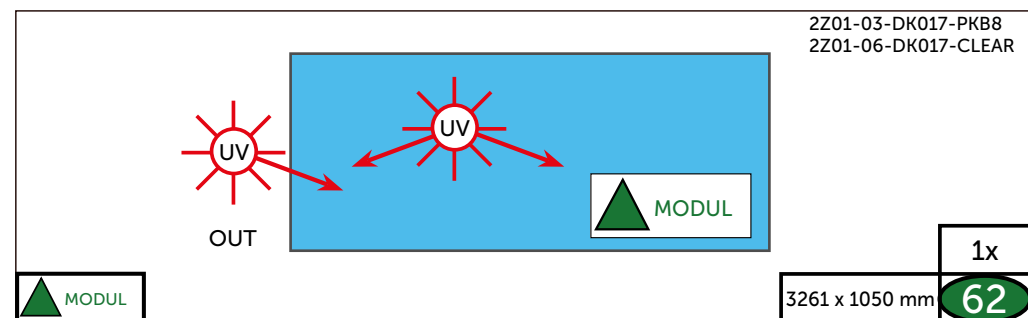 2Z01-03-DK017-PKB8
2Z01-06-DK017-CLEAR
UV
UV
OUT
MODUL
1x
MODUL
3261 x 1050 mm
62